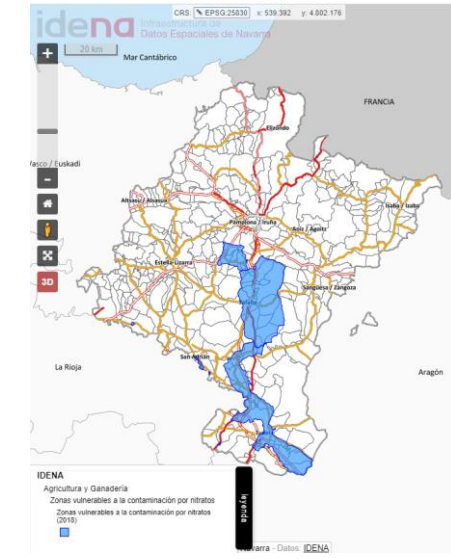 CRS: EPSG:25830 x: 539.392 y: 4.802.176
idena Infraestructura de
Datos Espaciales de Navarra
20 km
Mar Cantábrico
FRANCIA
Elizondo
Vasco / Euskadi
Altsasu / Alsasua
Isaba / Izaba
Pamplona / Iruña
Aoiz / Agoitz
Estella-Lizarra
3D
Sangüesa / Zangoza
Tafalla
San Adrián
La Rioja
Aragón
Tudela
IDENA
Agricultura y Ganadería
Zonas vulnerables a la contaminación por nitratos
Zonas vulnerables a la contaminación por nitratos
(2018)
leyenda
Navarra - Datos: IDENA